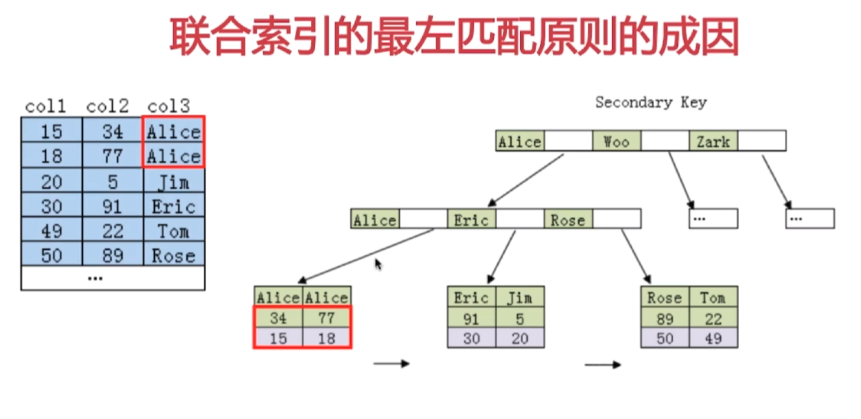 联合索引的最左匹配原则的成因
col1 col2 col3
15 34 Alice
18 77 Alice
20 5 Jim
30 91 Eric
49 22 Tom
50 89 Rose
...
Secondary Key
Alice Woo Zark
Alice Eric Rose
... ...
Alice Alice
34 77
15 18
Eric Jim
91 5
30 20
Rose Tom
89 22
50 49